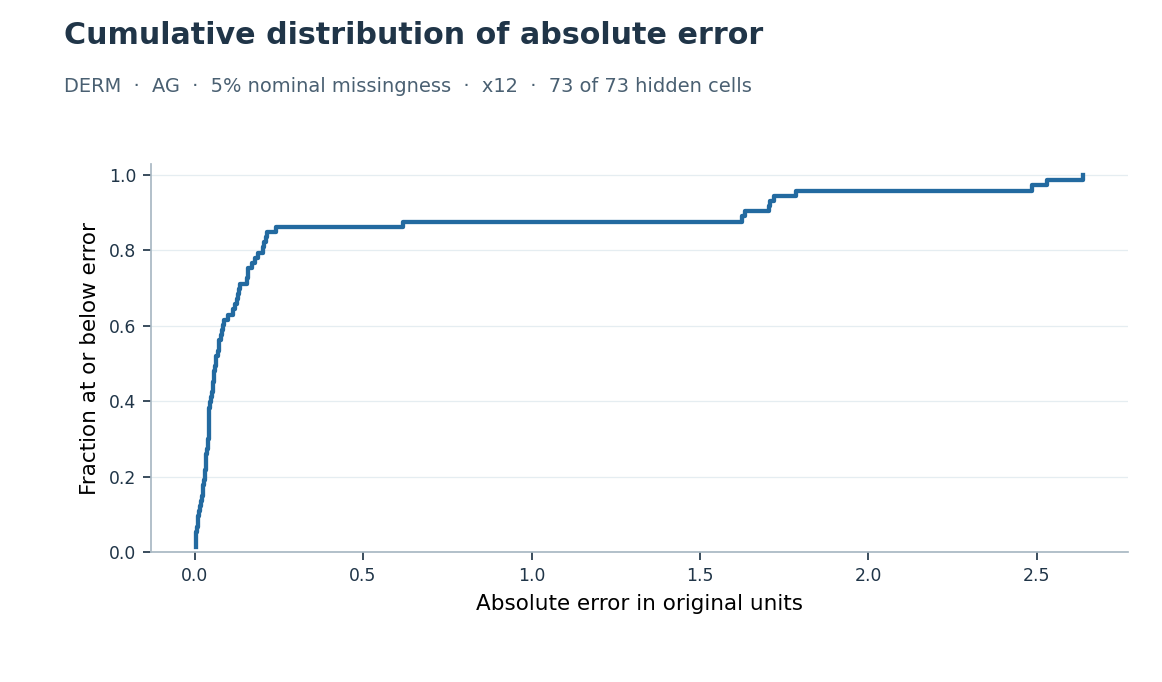 Cumulative distribution of absolute error
DERM · AG · 5% nominal missingness · x12 · 73 of 73 hidden cells
Fraction at or below error
1.0
0.8
0.6
0.4
0.2
0.0
0.0 0.5 1.0 1.5 2.0 2.5
Absolute error in original units